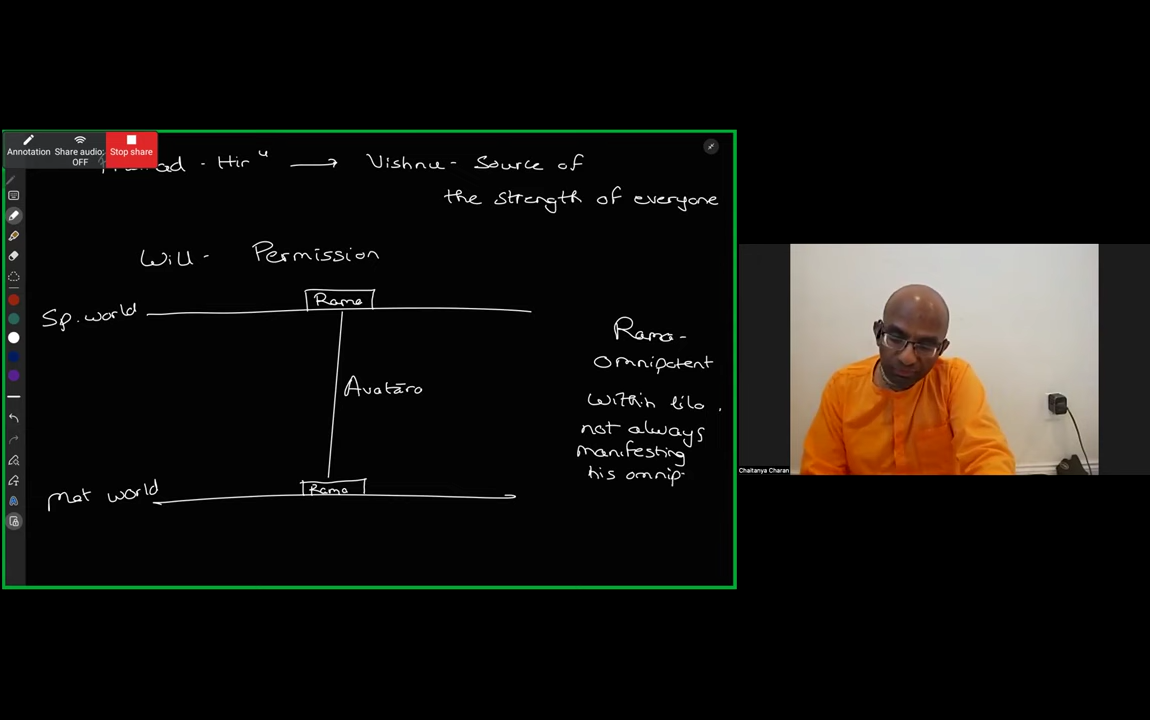 Annotation
Share audio: OFF
Stop share
- Hir → Vishnu - Source of
the strength of everyone
Will - Permission
Sp. world
Rama
Avatāra
Rama -
omnipotent
within lila,
not always
manifesting
his omnip
Mat world
Rama
Chaitanya Charan